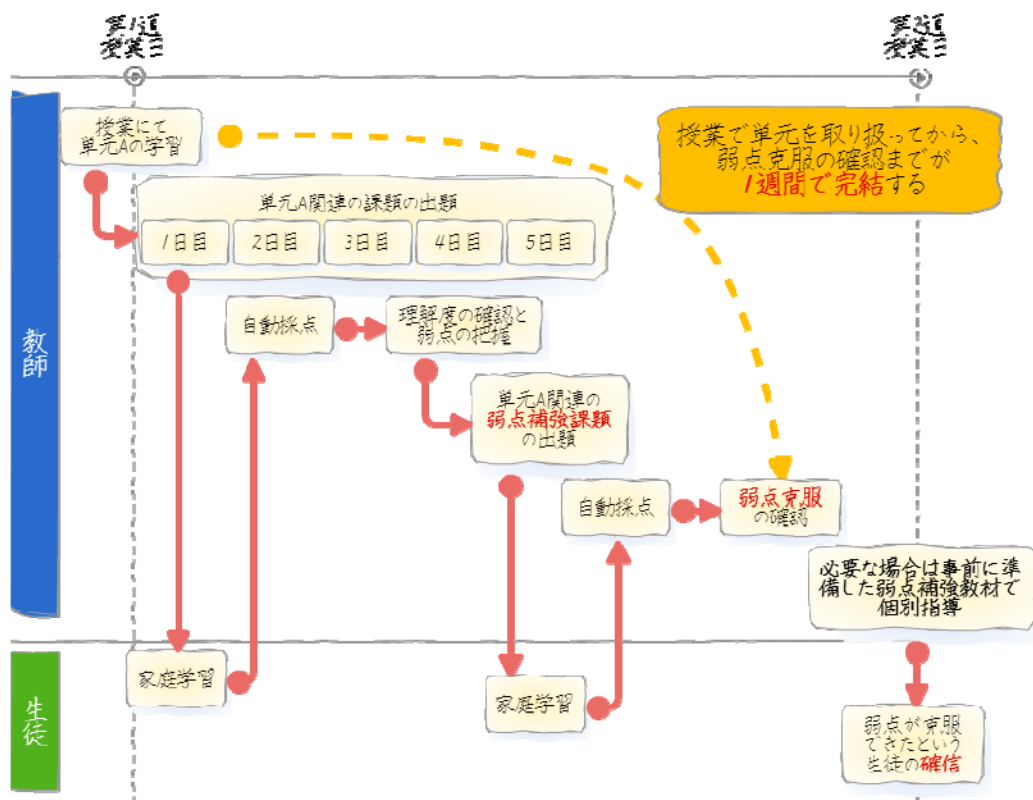 授業にて
単元Aの学習
授業で単元を取り扱ってから、
弱点克服の確認までが
1週間で完結する
単元A関連の課題の出題
1日目
2日目
3日目
4日目
5日目
自動採点
理解度の確認と
弱点の把握
教師
単元A関連の
弱点補強課題
の出題
自動採点
弱点克服
の確認
必要な場合は事前に準
備した弱点補強教材で
個別指導
生徒
家庭学習
家庭学習
弱点が克服
できたという
生徒の確信